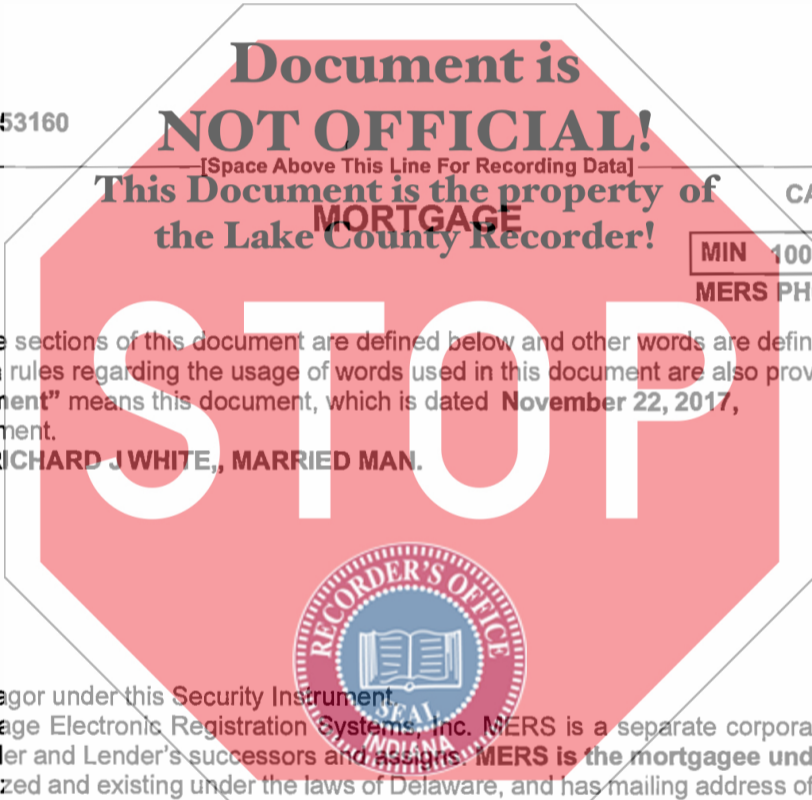 Document is
53160
NOT OFFICIAL!
[Space Above This Line For Recording Data]
This Document is the property of
CA
MORTGAGE
the Lake County Recorder!
MIN 100
MERS PH
STOP
e sections of this document are defined below and other words are defin
rules regarding the usage of words used in this document are also prov
nent” means this document, which is dated November 22, 2017,
ment.
ICHARD J WHITE,, MARRIED MAN.
RECORDER'S OFFICE
SEAL
INDIANA
agor under this Security Instrument.
age Electronic Registration Systems, Inc. MERS is a separate corpora
er and Lender's successors and assigns. MERS is the mortgagee und
zed and existing under the laws of Delaware, and has mailing address of